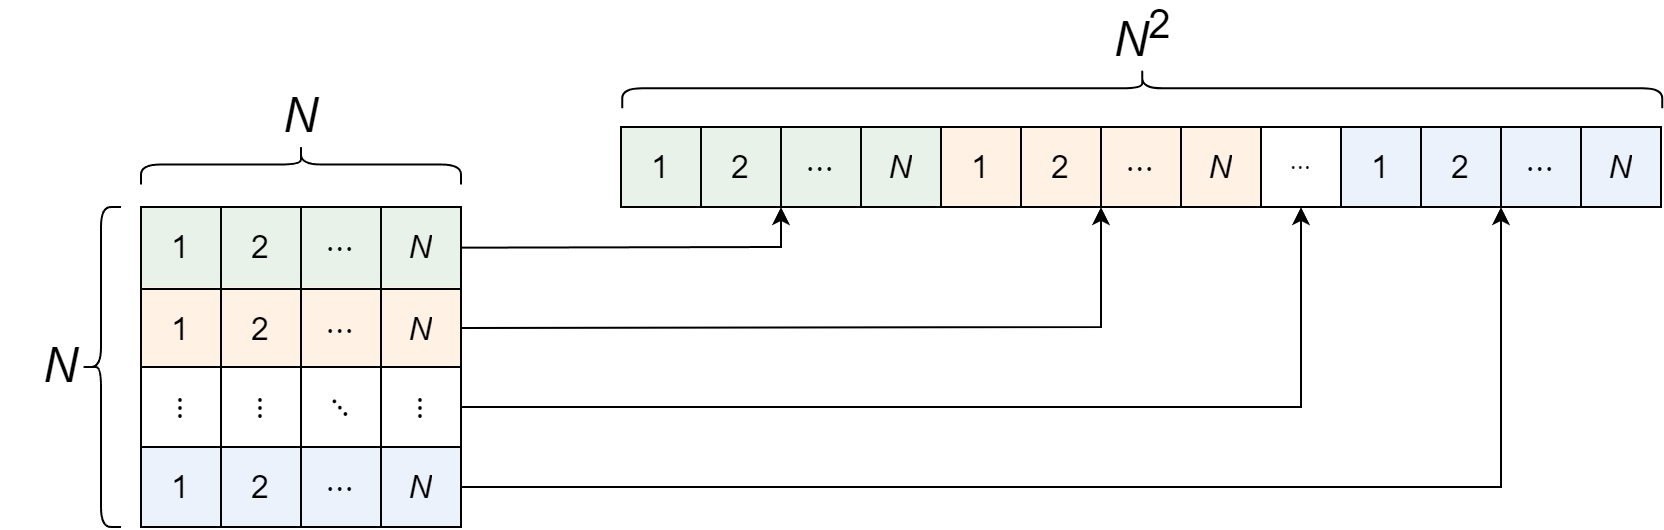 N²
N
1 2 ... N 1 2 ... N ... 1 2 ... N
1 2 ... N
N
1 2 ... N
⋮ ⋮ ⋱ ⋮
1 2 ... N